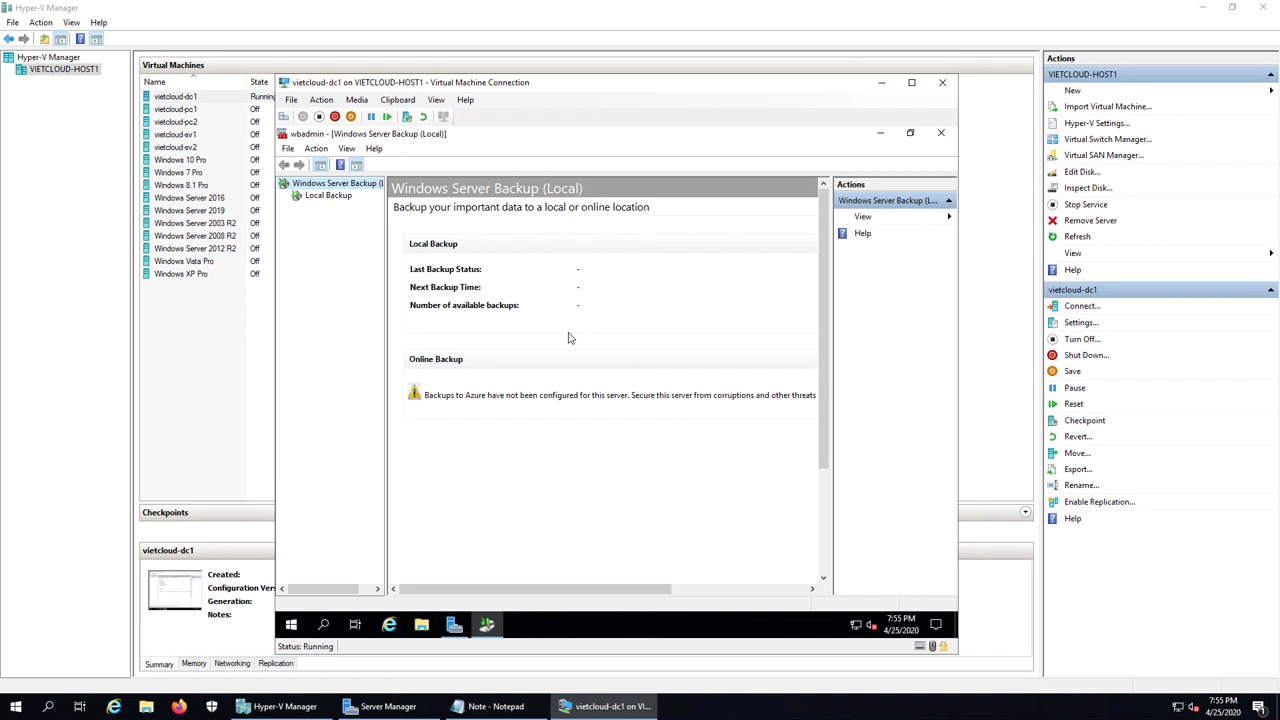 Hyper-V Manager
File Action View Help
Hyper-V Manager
VIETCLOUD-HOST1
Virtual Machines
Name State
vietcloud-dc1 Running
vietcloud-pc1 Off
vietcloud-pc2 Off
vietcloud-sv1 Off
vietcloud-sv2 Off
Windows 10 Pro Off
Windows 7 Pro Off
Windows 8.1 Pro Off
Windows Server 2016 Off
Windows Server 2019 Off
Windows Server 2003 R2 Off
Windows Server 2008 R2 Off
Windows Server 2012 R2 Off
Windows Vista Pro Off
Windows XP Pro Off
Checkpoints
vietcloud-dc1
Created:
Configuration Vers
Generation:
Notes:
Summary Memory Networking Replication
vietcloud-dc1 on VIETCLOUD-HOST1 - Virtual Machine Connection
File Action Media Clipboard View Help
wbadmin - [Windows Server Backup (Local)]
File Action View Help
Windows Server Backup (L
Local Backup
Windows Server Backup (Local)
Backup your important data to a local or online location
Local Backup
Last Backup Status: -
Next Backup Time: -
Number of available backups: -
Online Backup
Backups to Azure have not been configured for this server. Secure this server from corruptions and other threats
Actions
Windows Server Backup (L...
View
Help
7:55 PM
4/25/2020
Status: Running
Actions
VIETCLOUD-HOST1
New
Import Virtual Machine...
Hyper-V Settings...
Virtual Switch Manager...
Virtual SAN Manager...
Edit Disk...
Inspect Disk...
Stop Service
Remove Server
Refresh
View
Help
vietcloud-dc1
Connect...
Settings...
Turn Off...
Shut Down...
Save
Pause
Reset
Checkpoint
Revert...
Move...
Export...
Rename...
Enable Replication...
Help
Hyper-V Manager
Server Manager
Note - Notepad
vietcloud-dc1 on VI...
7:55 PM
4/25/2020